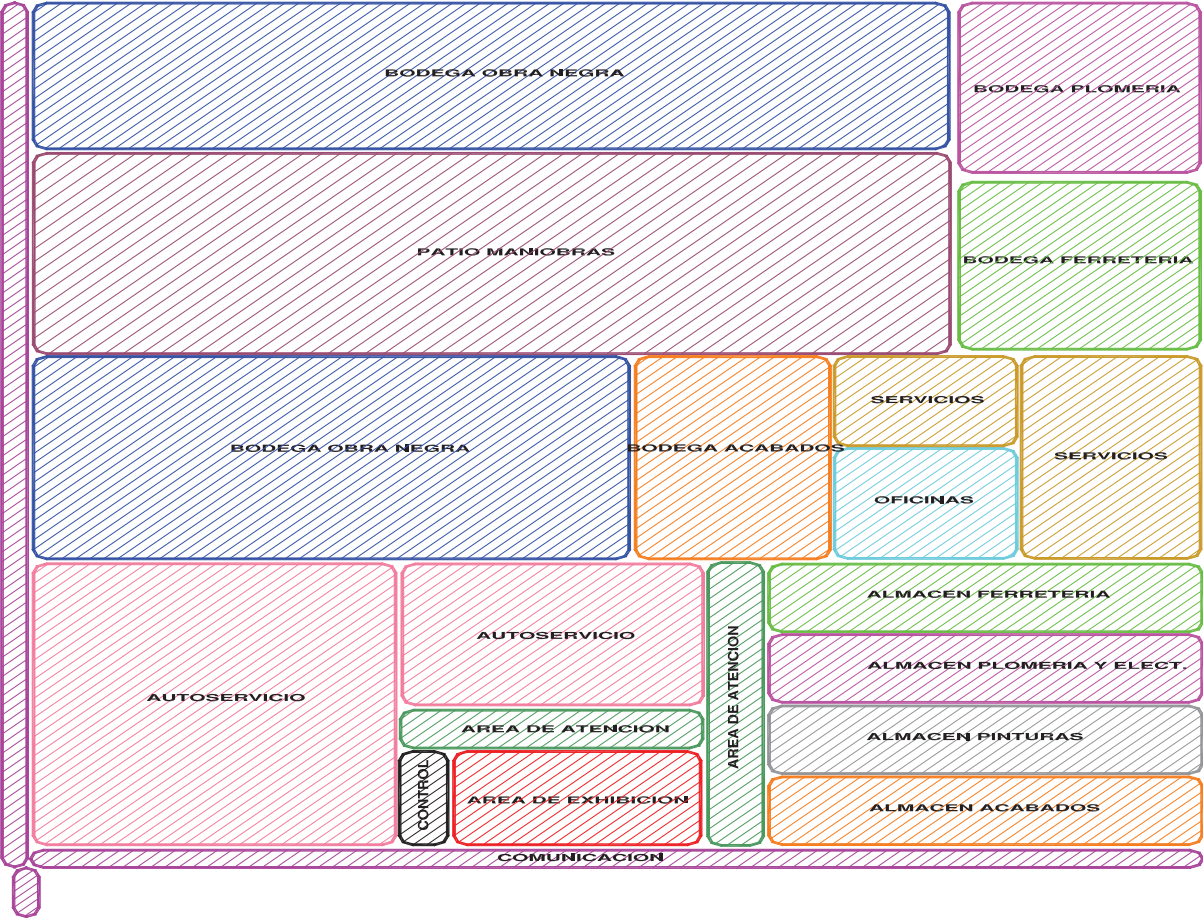 BODEGA OBRA NEGRA
BODEGA PLOMERIA
PATIO MANIOBRAS
BODEGA FERRETERIA
BODEGA OBRA NEGRA
BODEGA ACABADOS
SERVICIOS
SERVICIOS
OFICINAS
AUTOSERVICIO
AUTOSERVICIO
AREA DE ATENCION
CONTROL
AREA DE EXHIBICION
AREA DE ATENCION
ALMACEN FERRETERIA
ALMACEN PLOMERIA Y ELECT.
ALMACEN PINTURAS
ALMACEN ACABADOS
COMUNICACION